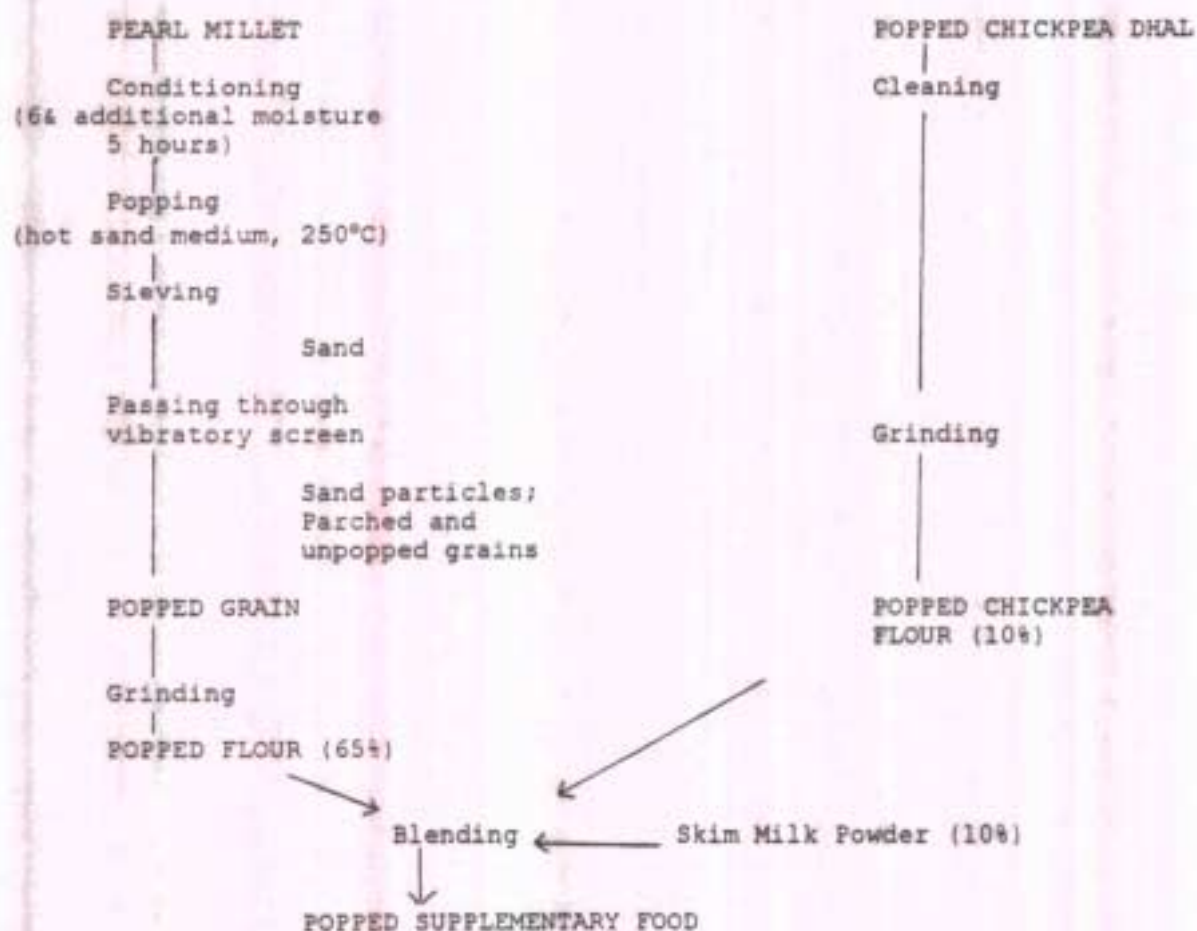 PEARL MILLET
Conditioning
(6& additional moisture
5 hours)
Popping
(hot sand medium, 250°C)
Sieving
Sand
Passing through
vibratory screen
Sand particles;
Parched and
unpopped grains
POPPED GRAIN
Grinding
POPPED FLOUR (65%)
POPPED CHICKPEA DHAL
Cleaning
Grinding
POPPED CHICKPEA
FLOUR (10%)
Blending
Skim Milk Powder (10%)
POPPED SUPPLEMENTARY FOOD